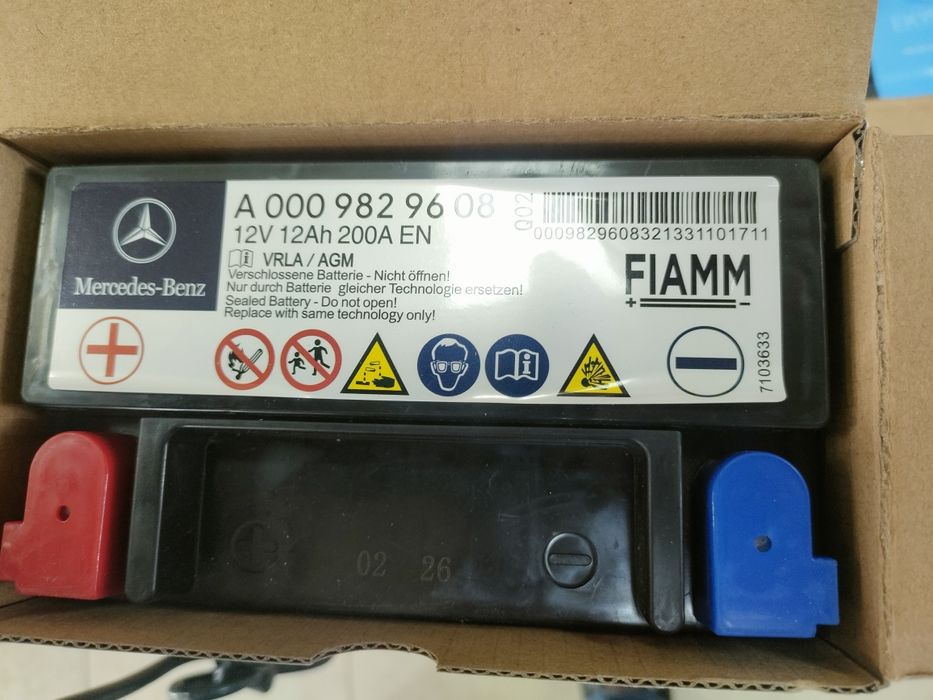 A 000 982 96 08
12V 12Ah 200A EN
VRLA / AGM
Verschlossene Batterie - Nicht öffnen!
Nur durch Batterie gleicher Technologie ersetzen!
Sealed Battery - Do not open!
Replace with same technology only!
Mercedes-Benz
Q02
0009829608321331101711
FIAMM
7103633
02 26